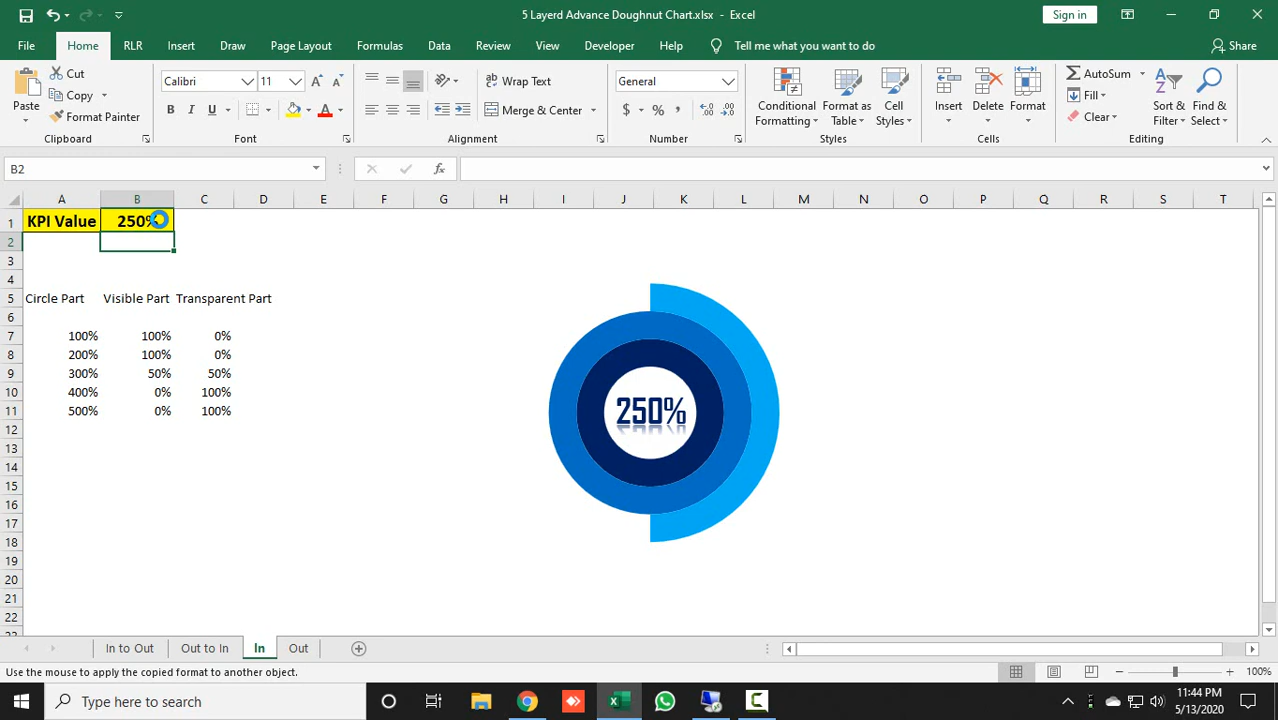 5 Layerd Advance Doughnut Chart.xlsx - Excel
Sign in
File Home RLR Insert Draw Page Layout Formulas Data Review View Developer Help Tell me what you want to do Share
Paste
Cut
Copy
Format Painter
Clipboard
Calibri 11
B I U
Font
Wrap Text
Merge & Center
Alignment
General
$ % ,
Number
Conditional Formatting
Format as Table
Cell Styles
Styles
Insert
Delete
Format
Cells
AutoSum
Fill
Clear
Sort & Filter
Find & Select
Editing
B2
fx
A B C D E F G H I J K L M N O P Q R S T
1 KPI Value 250%
2
3
4
5 Circle Part Visible Part Transparent Part
6
7 100% 100% 0%
8 200% 100% 0%
9 300% 50% 50%
10 400% 0% 100%
11 500% 0% 100%
12
13
14
15
16
17
18
19
20
21
22
250%
In to Out Out to In In Out
Use the mouse to apply the copied format to another object.
100%
Type here to search
11:44 PM
5/13/2020